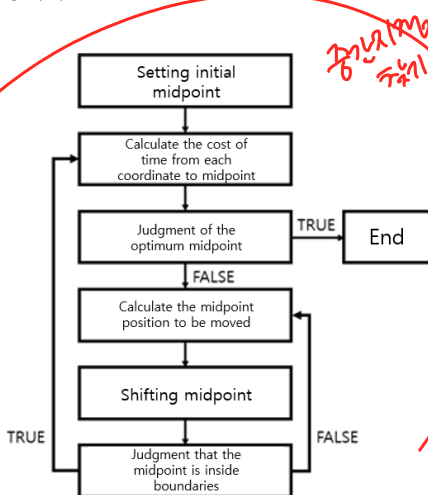 Setting initial
midpoint
Calculate the cost of
time from each
coordinate to midpoint
Judgment of the
optimum midpoint
TRUE
End
FALSE
Calculate the midpoint
position to be moved
Shifting midpoint
TRUE
FALSE
Judgment that the
midpoint is inside
boundaries